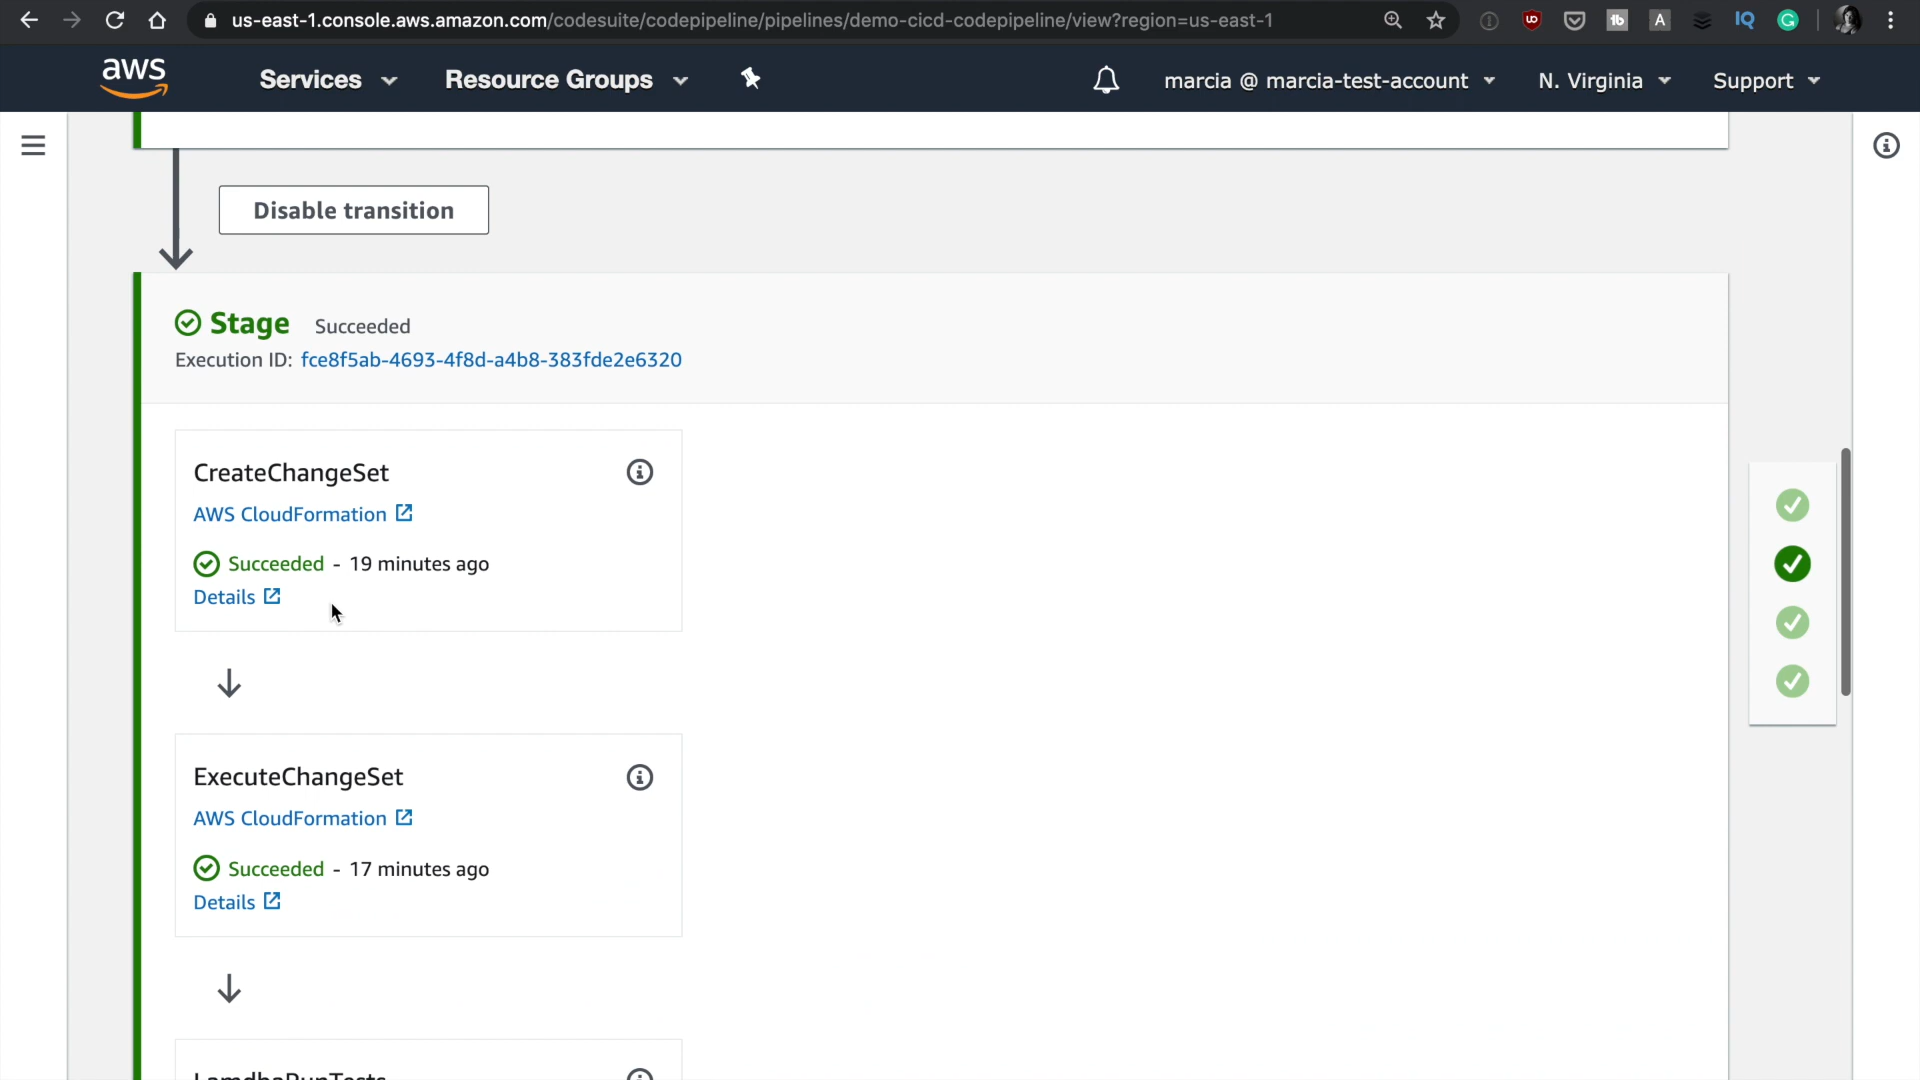 us-east-1.console.aws.amazon.com/codesuite/codepipeline/pipelines/demo-cicd-codepipeline/view?region=us-east-1
aws Services Resource Groups marcia @ marcia-test-account N. Virginia Support
Disable transition
Stage Succeeded
Execution ID: fce8f5ab-4693-4f8d-a4b8-383fde2e6320
CreateChangeSet
AWS CloudFormation
Succeeded - 19 minutes ago
Details
ExecuteChangeSet
AWS CloudFormation
Succeeded - 17 minutes ago
Details
LamdbaRunTests